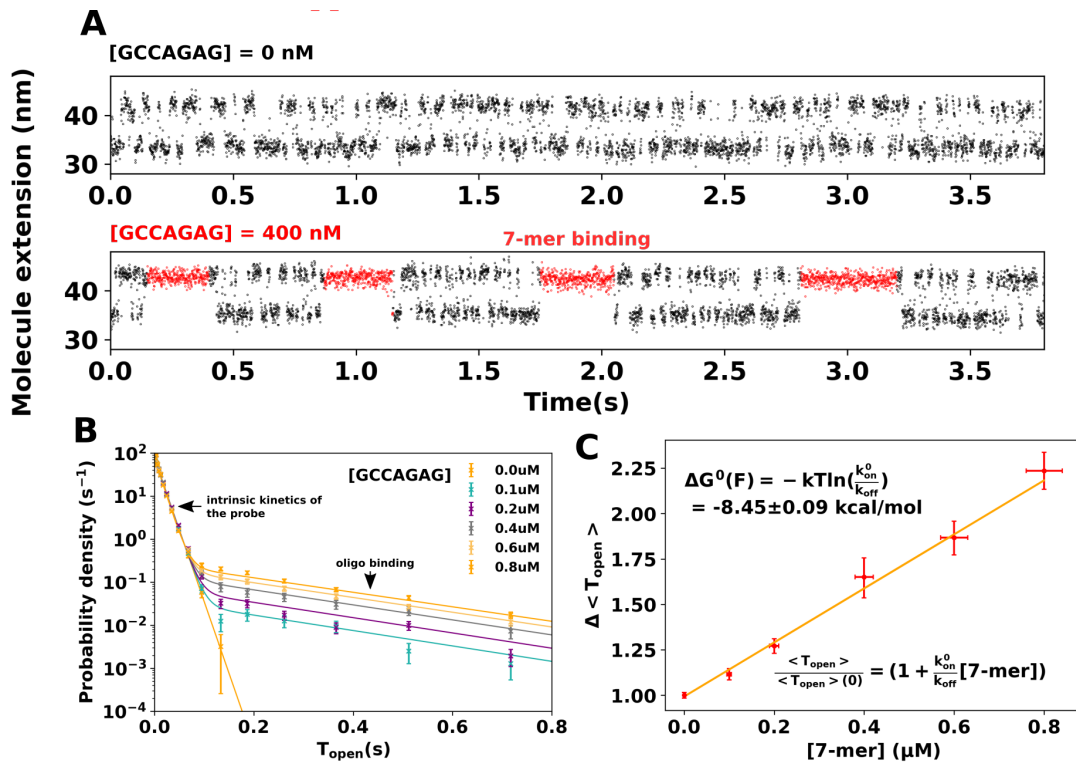 A
[GCCAGAG] = 0 nM
40
30
0.0 0.5 1.0 1.5 2.0 2.5 3.0 3.5
[GCCAGAG] = 400 nM
7-mer binding
40
30
0.0 0.5 1.0 1.5 2.0 2.5 3.0 3.5
Time(s)
Molecule extension (nm)
B
[GCCAGAG]
0.0uM
0.1uM
0.2uM
0.4uM
0.6uM
0.8uM
intrinsic kinetics of
the probe
oligo binding
10²
10¹
10⁰
10⁻¹
10⁻²
10⁻³
10⁻⁴
0.0 0.2 0.4 0.6 0.8
T_open(s)
Probability density (s⁻¹)
C
ΔG⁰(F) = − kTln(k⁰_on/k_off)
= -8.45±0.09 kcal/mol
<T_open>/<T_open>(0) = (1 + k⁰_on/k_off[7-mer])
2.25
2.00
1.75
1.50
1.25
1.00
0.0 0.2 0.4 0.6 0.8
[7-mer] (μM)
Δ <T_open>